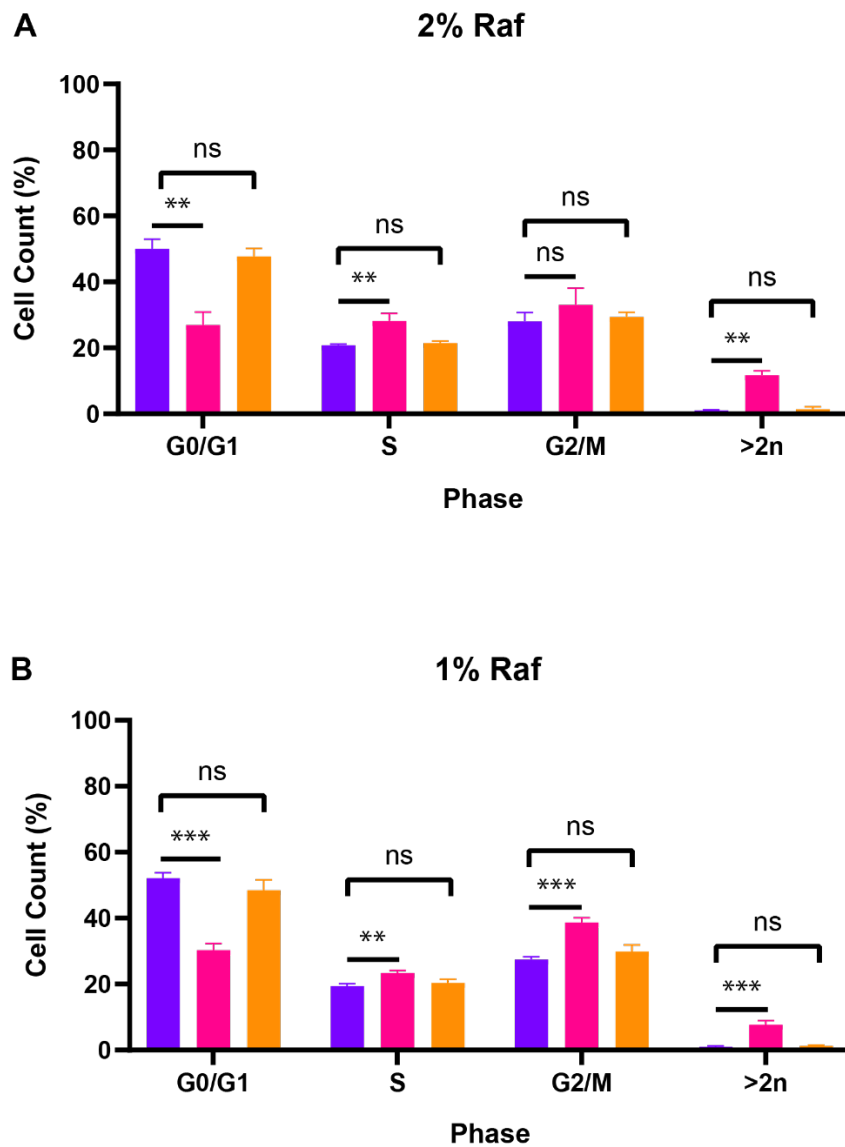 A
2% Raf
Cell Count (%)
100
80
60
40
20
0
ns
**
ns
**
ns
ns
ns
**
G0/G1 S G2/M >2n
Phase
B
1% Raf
Cell Count (%)
100
80
60
40
20
0
ns
***
ns
**
ns
***
ns
***
G0/G1 S G2/M >2n
Phase